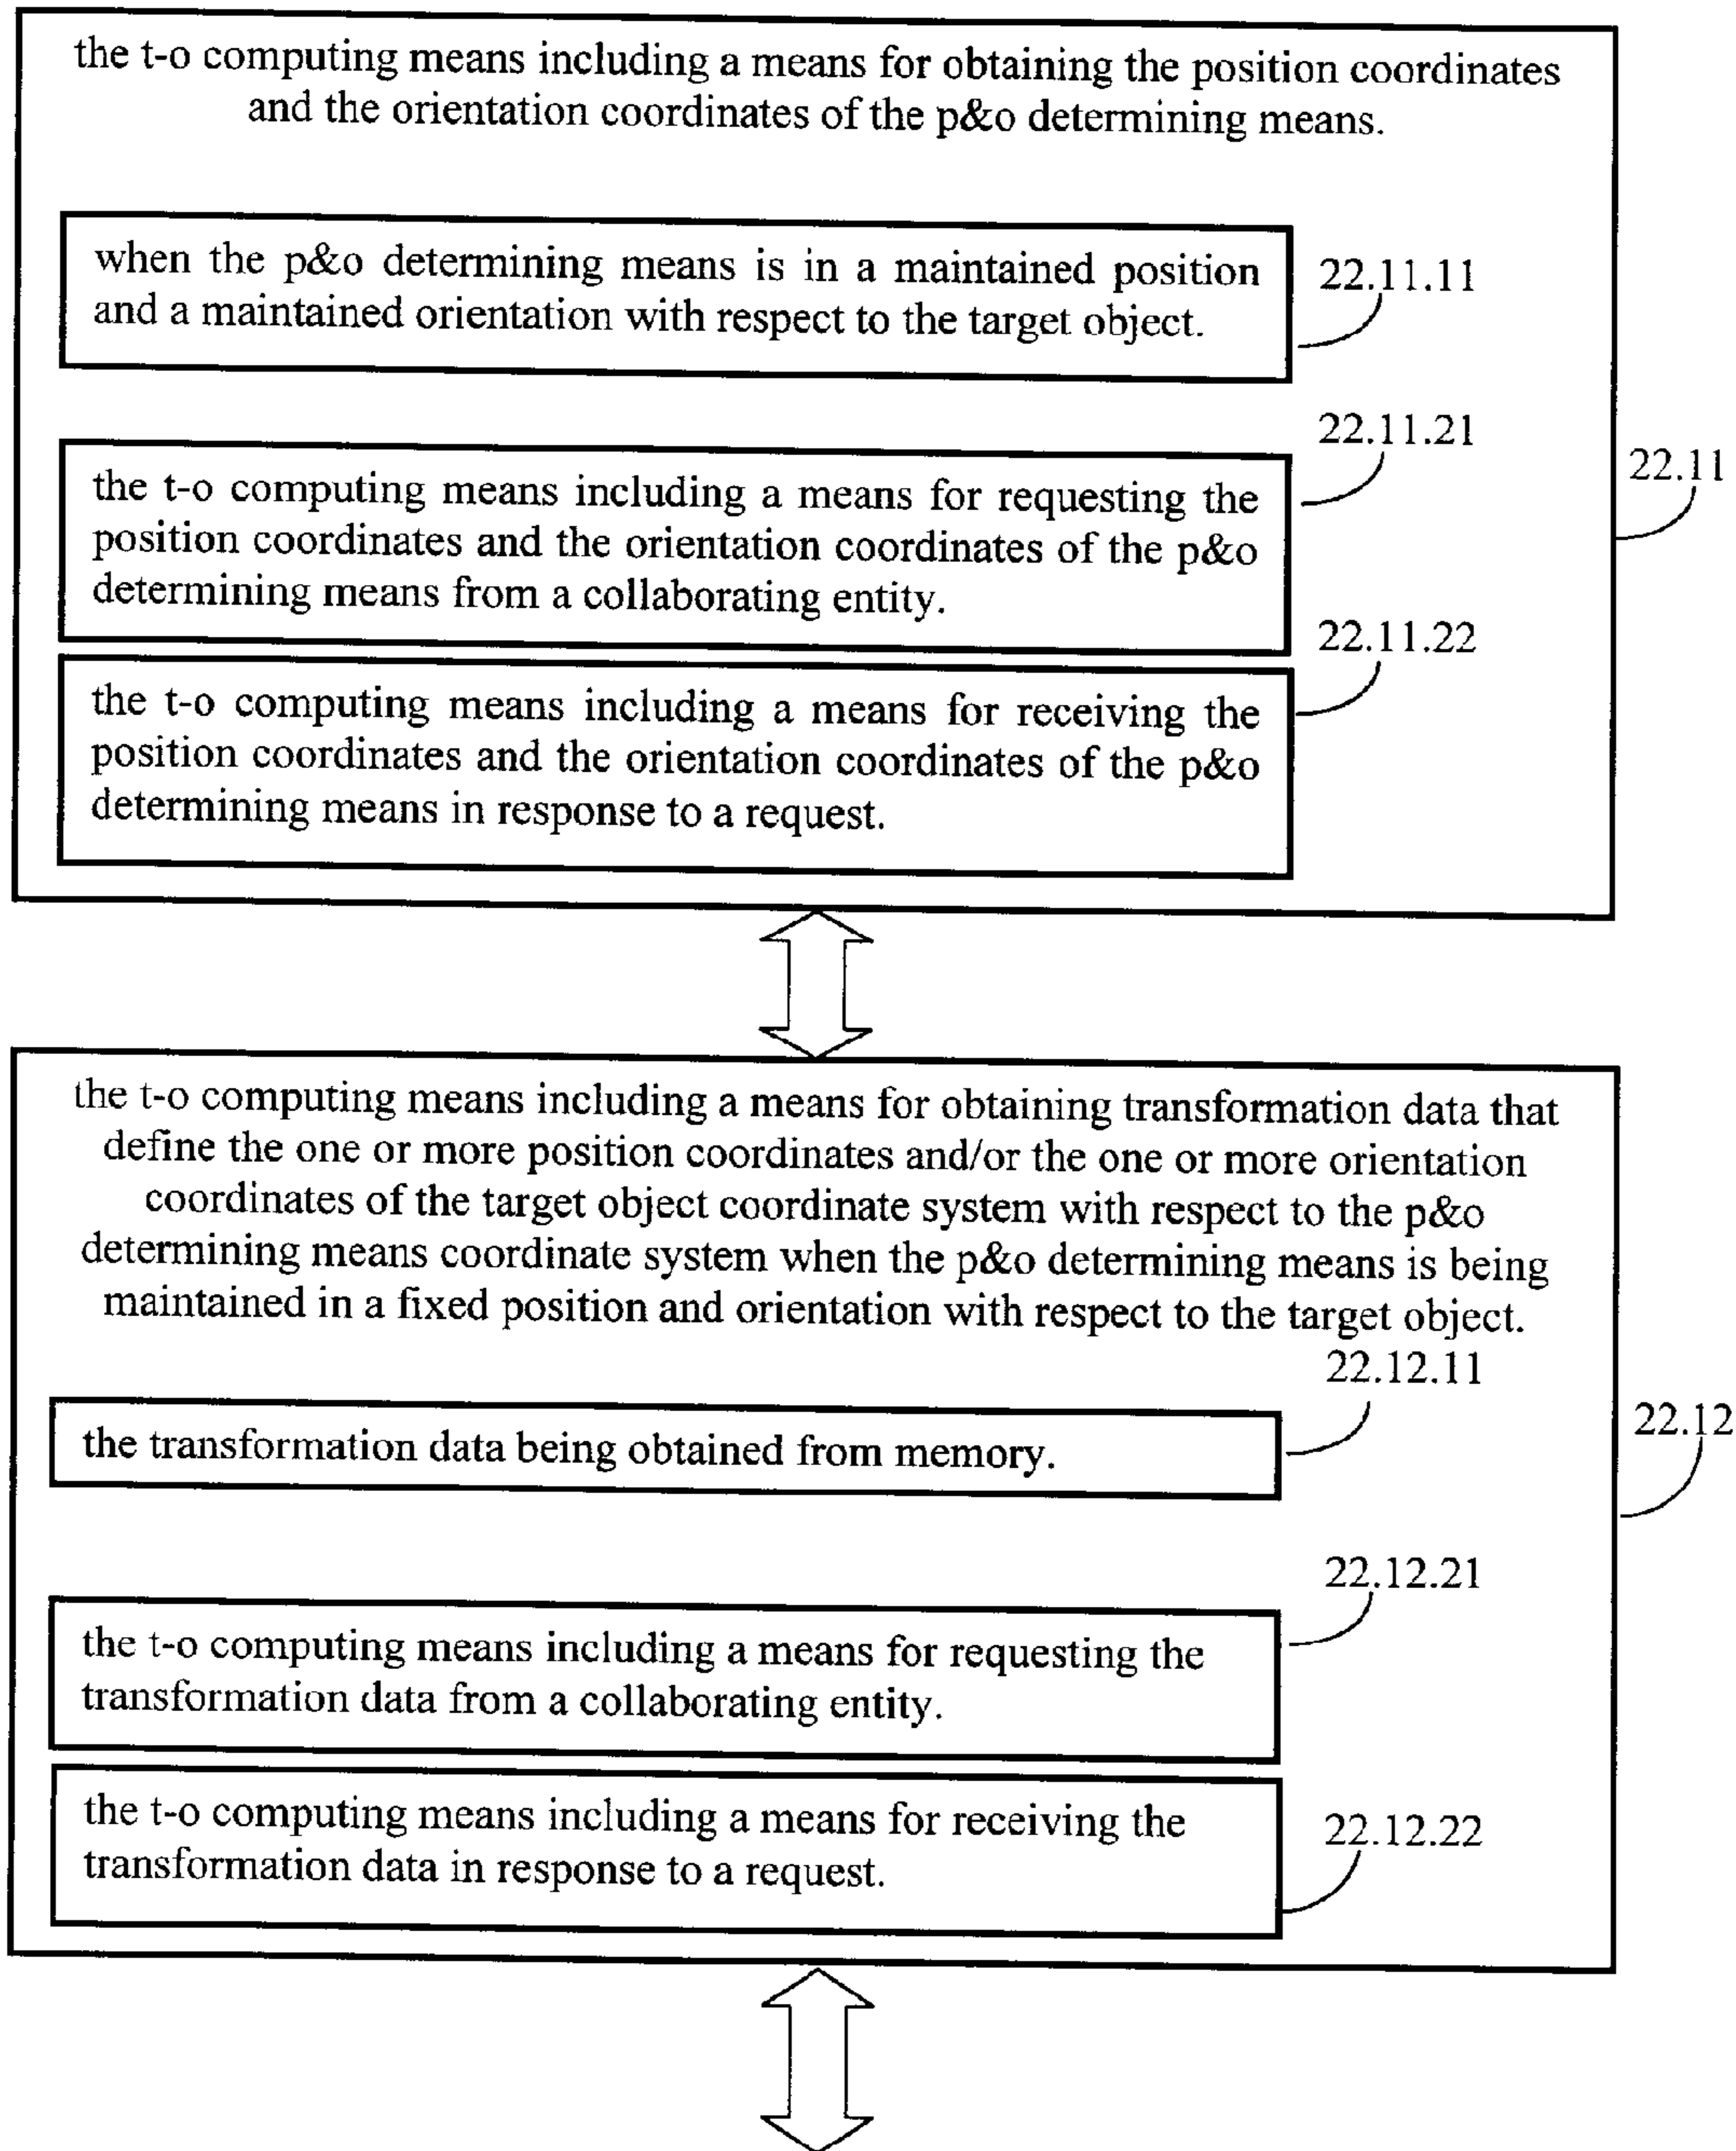 the t-o computing means including a means for obtaining the position coordinates
and the orientation coordinates of the p&o determining means.
when the p&o determining means is in a maintained position
and a maintained orientation with respect to the target object.
22.11.11
22.11.21
the t-o computing means including a means for requesting the
position coordinates and the orientation coordinates of the p&o
determining means from a collaborating entity.
22.11
22.11.22
the t-o computing means including a means for receiving the
position coordinates and the orientation coordinates of the p&o
determining means in response to a request.
the t-o computing means including a means for obtaining transformation data that
define the one or more position coordinates and/or the one or more orientation
coordinates of the target object coordinate system with respect to the p&o
determining means coordinate system when the p&o determining means is being
maintained in a fixed position and orientation with respect to the target object.
22.12.11
the transformation data being obtained from memory.
22.12
22.12.21
the t-o computing means including a means for requesting the
transformation data from a collaborating entity.
the t-o computing means including a means for receiving the
transformation data in response to a request.
22.12.22